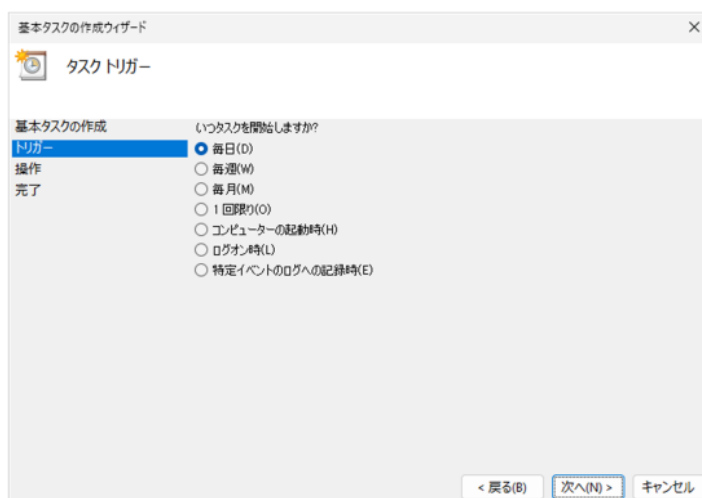 基本タスクの作成ウィザード
タスク トリガー
基本タスクの作成
トリガー
操作
完了
いつタスクを開始しますか?
毎日(D)
毎週(W)
毎月(M)
1 回限り(O)
コンピューターの起動時(H)
ログオン時(L)
特定イベントのログへの記録時(E)
< 戻る(B)
次へ(N) >
キャンセル